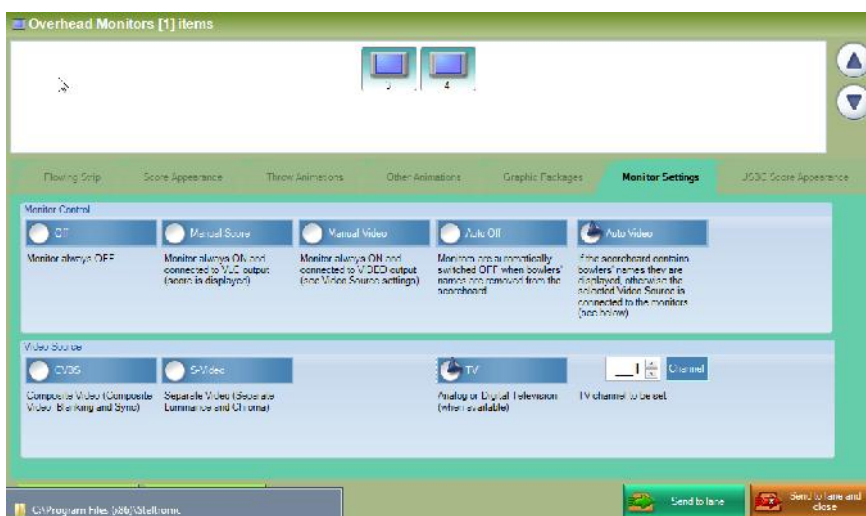 Overhead Monitors [1] items
3 4
Flowing Strip Score Appearance Throw Animations Other Animations Graphic Packages Monitor Settings USBC Score Appearance
Monitor Control
Off Manual Score Manual Video Auto Off Auto Video
Monitor always OFF
Monitor always ON and
connected to VLC output
(score is displayed)
Monitor always ON and
connected to VIDEO output
(see Video Source settings)
Monitors are automatically
switched OFF when bowlers'
names are removed from the
scoreboard
If the scoreboard contains
bowlers' names they are
displayed, otherwise the
selected Video Source is
connected to the monitors
(see below)
Video Source
CVBS S-Video TV 1 Channel
Composite Video (Composite
Video, Blanking and Sync)
Separate Video (Separate
Luminance and Chroma)
Analog or Digital Television
(when available)
TV channel to be set
C:\Program Files (x86)\Steltronic
Send to lane
Send to lane and
close